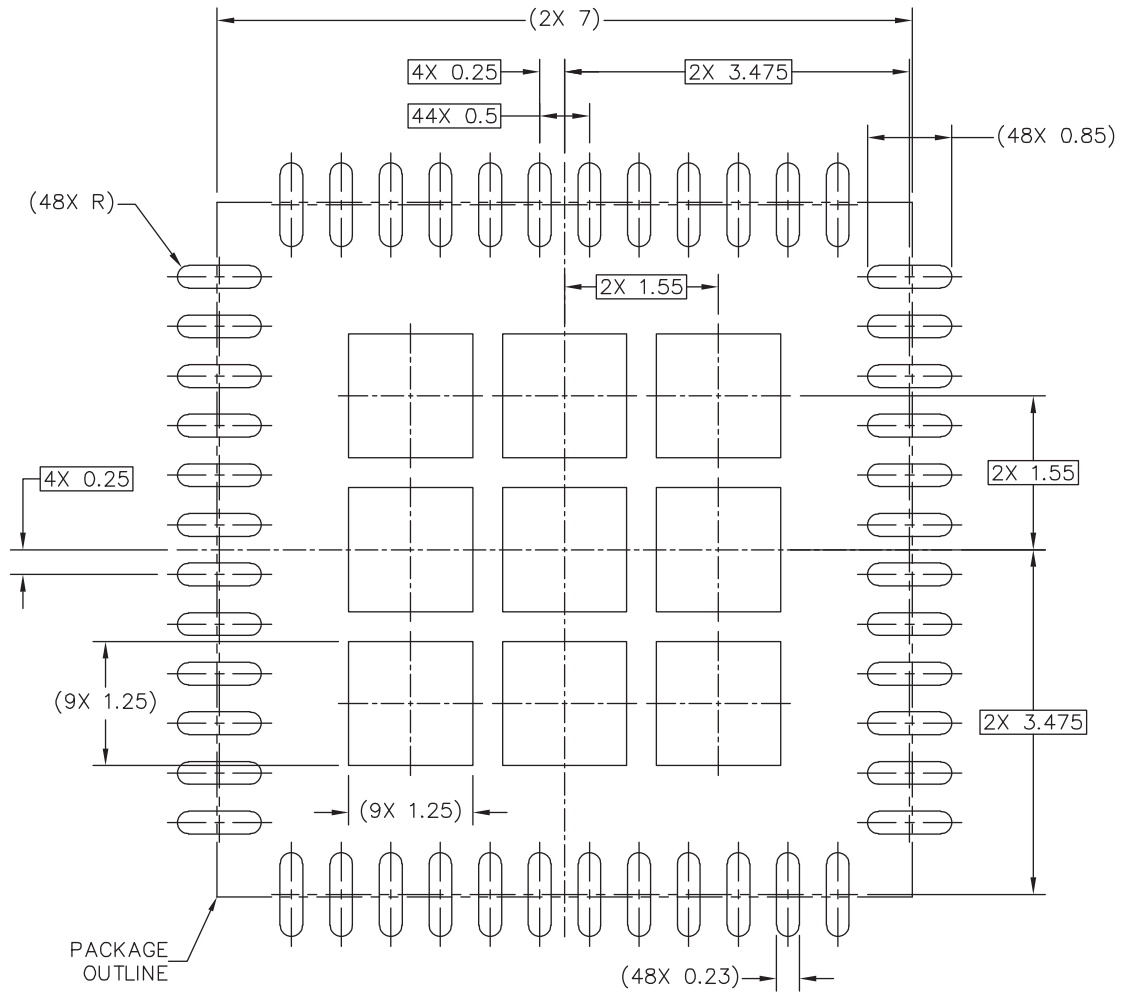 (2X 7)
4X 0.25
2X 3.475
44X 0.5
(48X 0.85)
(48X R)
2X 1.55
4X 0.25
2X 1.55
(9X 1.25)
2X 3.475
(9X 1.25)
PACKAGE
OUTLINE
(48X 0.23)